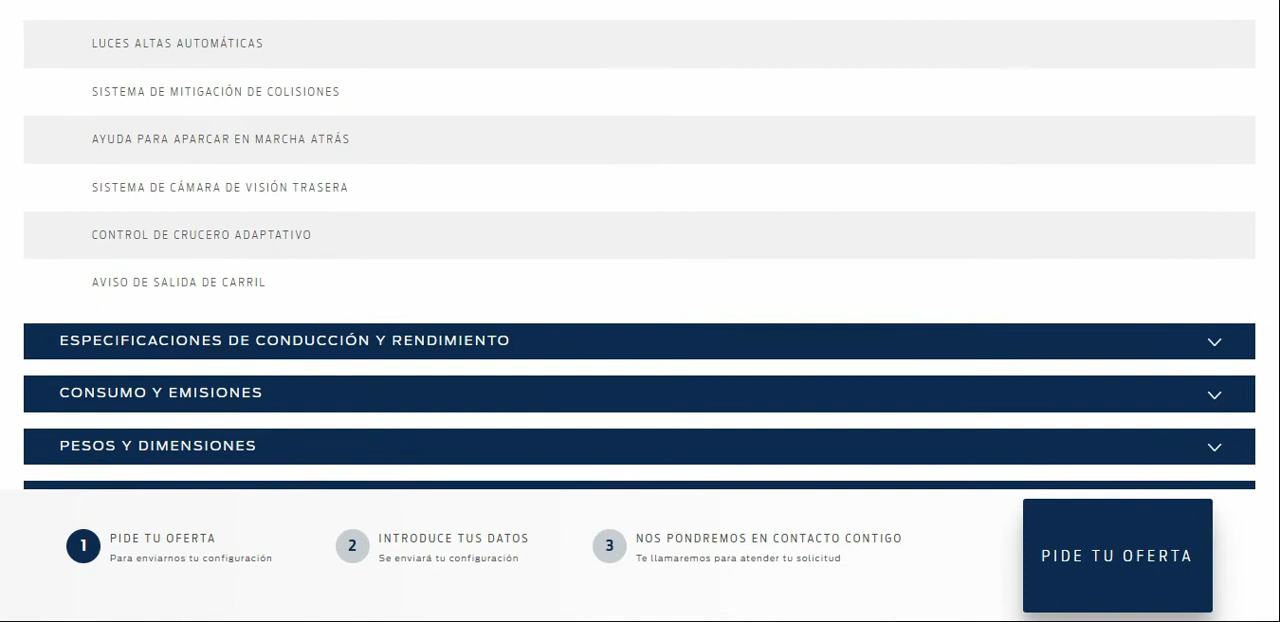 LUCES ALTAS AUTOMÁTICAS
SISTEMA DE MITIGACIÓN DE COLISIONES
AYUDA PARA APARCAR EN MARCHA ATRÁS
SISTEMA DE CÁMARA DE VISIÓN TRASERA
CONTROL DE CRUCERO ADAPTATIVO
AVISO DE SALIDA DE CARRIL
ESPECIFICACIONES DE CONDUCCIÓN Y RENDIMIENTO
CONSUMO Y EMISIONES
PESOS Y DIMENSIONES
1 PIDE TU OFERTA
Para enviarnos tu configuración
2 INTRODUCE TUS DATOS
Se enviará tu configuración
3 NOS PONDREMOS EN CONTACTO CONTIGO
Te llamaremos para atender tu solicitud
PIDE TU OFERTA